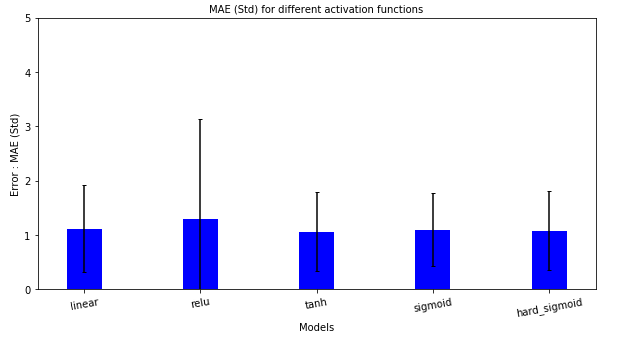 MAE (Std) for different activation functions
5
4
3
2
1
0
Error : MAE (Std)
linear
relu
tanh
sigmoid
hard_sigmoid
Models